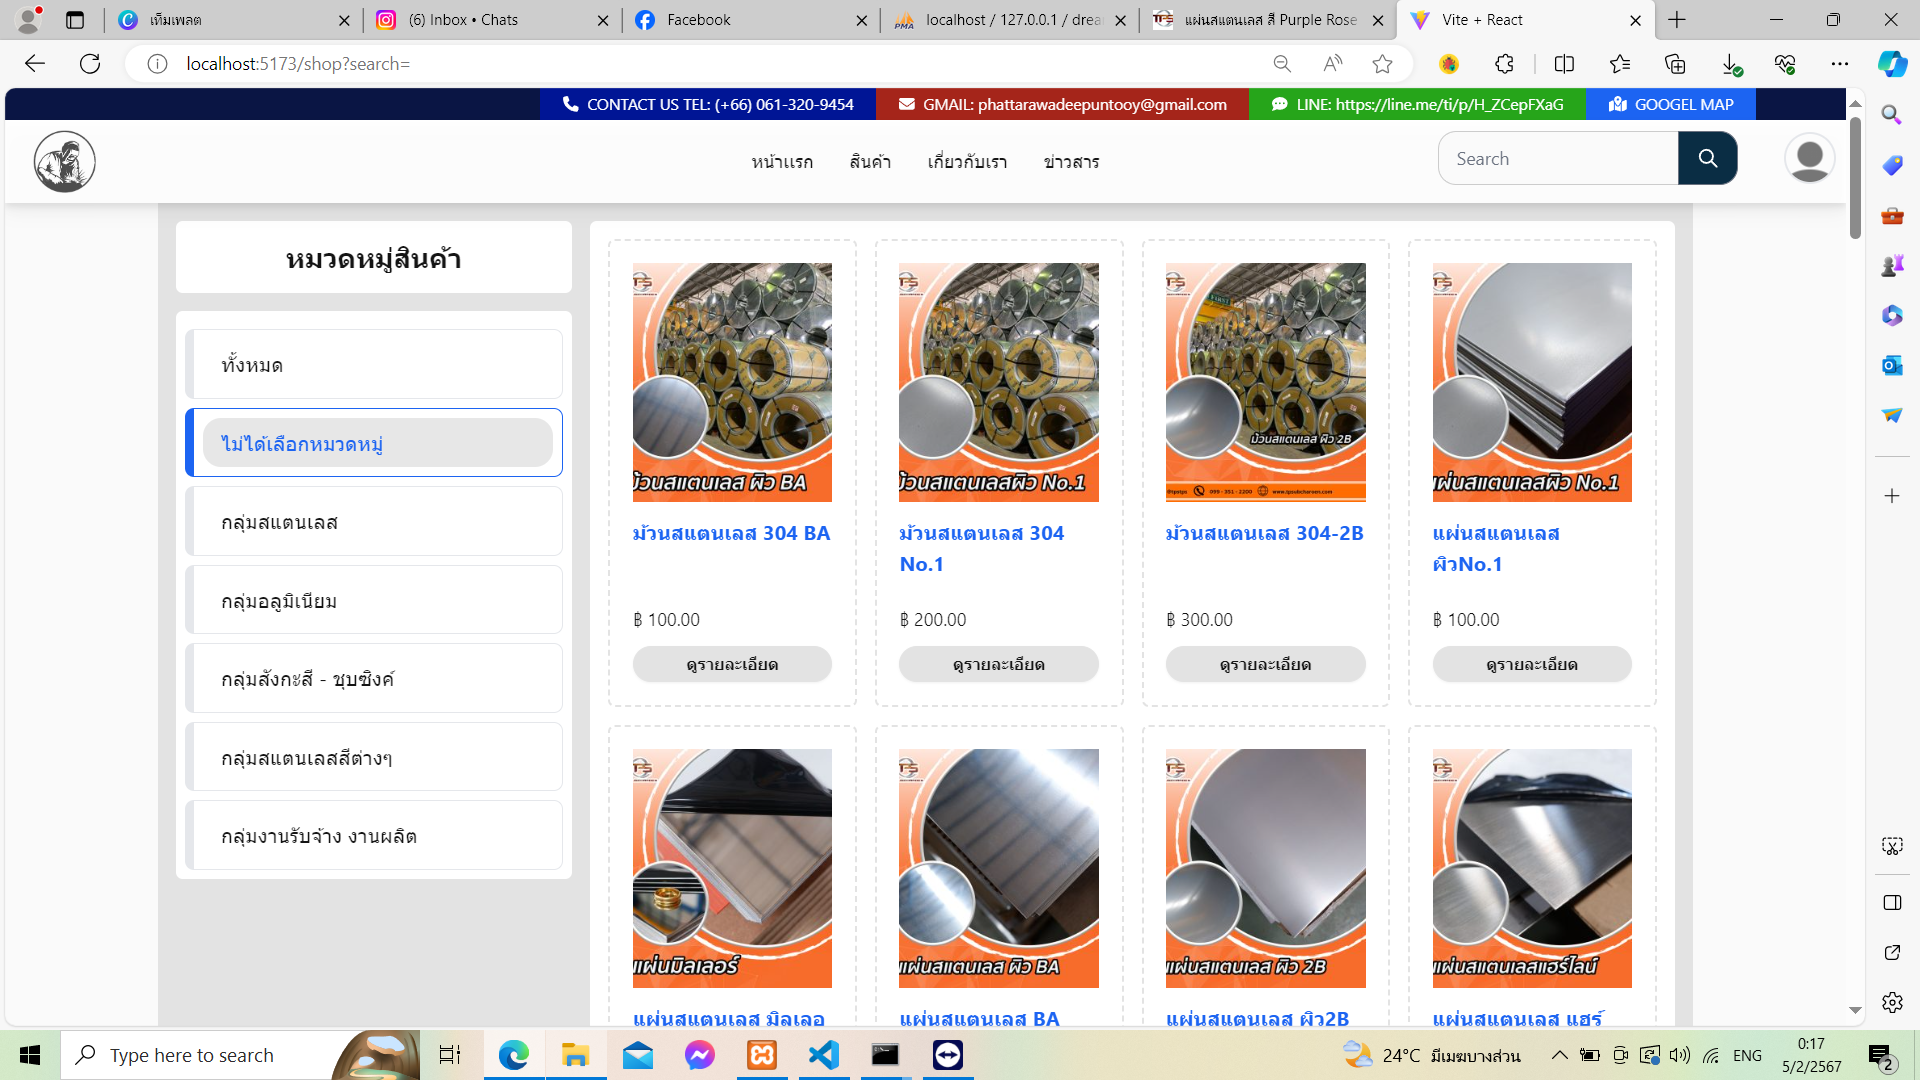 เท็มเพลต
(6) Inbox • Chats
Facebook
localhost / 127.0.0.1 / drea
แผ่นสแตนเลส สี Purple Rose
Vite + React
localhost:5173/shop?search=
CONTACT US TEL: (+66) 061-320-9454
GMAIL: phattarawadeepuntooy@gmail.com
LINE: https://line.me/ti/p/H_ZCepFXaG
GOOGEL MAP
หน้าแรก
สินค้า
เกี่ยวกับเรา
ข่าวสาร
Search
หมวดหมู่สินค้า
ทั้งหมด
ไม่ได้เลือกหมวดหมู่
กลุ่มสแตนเลส
กลุ่มอลูมิเนียม
กลุ่มสังกะสี - ชุบซิงค์
กลุ่มสแตนเลสสีต่างๆ
กลุ่มงานรับจ้าง งานผลิต
ม้วนสแตนเลส ผิว BA
ม้วนสแตนเลส 304 BA
฿ 100.00
ดูรายละเอียด
ม้วนสแตนเลสผิว No.1
ม้วนสแตนเลส 304
No.1
฿ 200.00
ดูรายละเอียด
ม้วนสแตนเลส ผิว 2B
099 - 351 - 2200
ม้วนสแตนเลส 304-2B
฿ 300.00
ดูรายละเอียด
แผ่นสแตนเลสผิว No.1
แผ่นสแตนเลส
ผิวNo.1
฿ 100.00
ดูรายละเอียด
แผ่นมิลเลอร์
แผ่นสแตนเลส มิลเลอ
แผ่นสแตนเลส ผิว BA
แผ่นสแตนเลส BA
แผ่นสแตนเลส ผิว 2B
แผ่นสแตนเลส ผิว2B
แผ่นสแตนเลสแฮร์ไลน์
แผ่นสแตนเลส แฮร์
Type here to search
24°C มีเมฆบางส่วน
ENG
0:17
5/2/2567
2